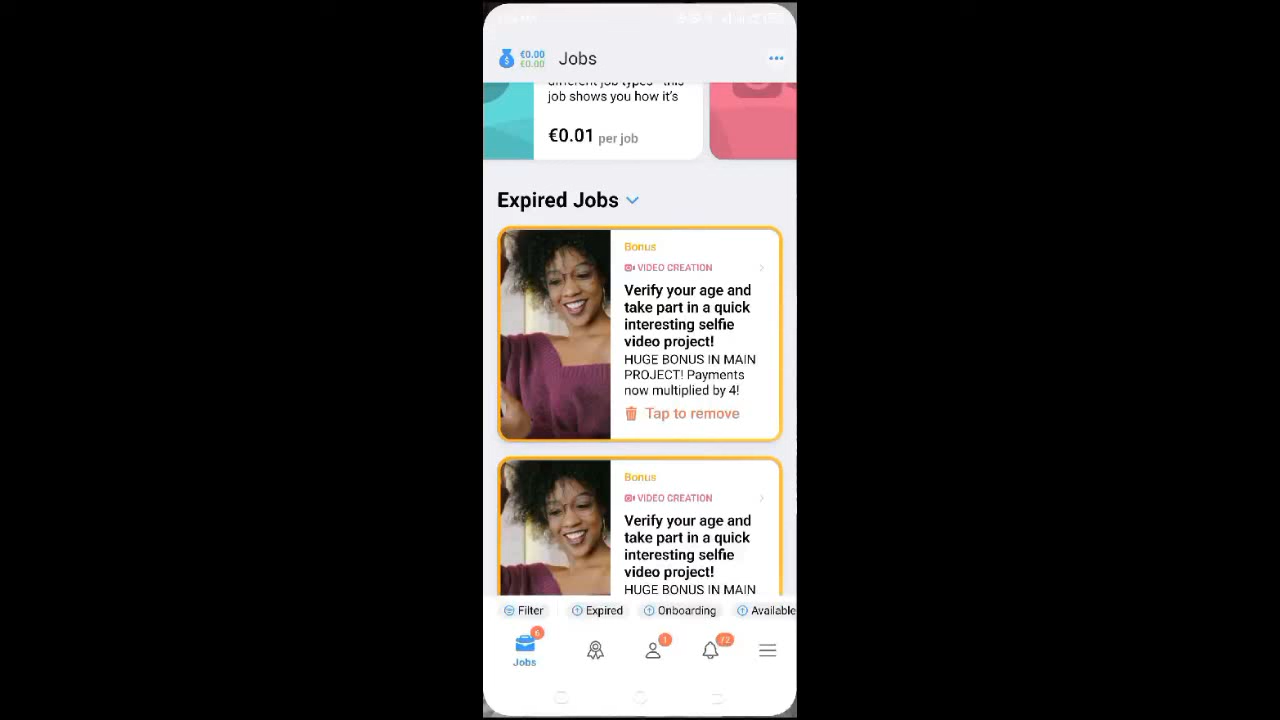 €0.00
€0.00
Jobs
job shows you how it's
€0.01 per job
Expired Jobs
Bonus
VIDEO CREATION
Verify your age and
take part in a quick
interesting selfie
video project!
HUGE BONUS IN MAIN
PROJECT! Payments
now multiplied by 4!
Tap to remove
Bonus
VIDEO CREATION
Verify your age and
take part in a quick
interesting selfie
video project!
HUGE BONUS IN MAIN
Filter
Expired
Onboarding
Available
6
1
72
Jobs